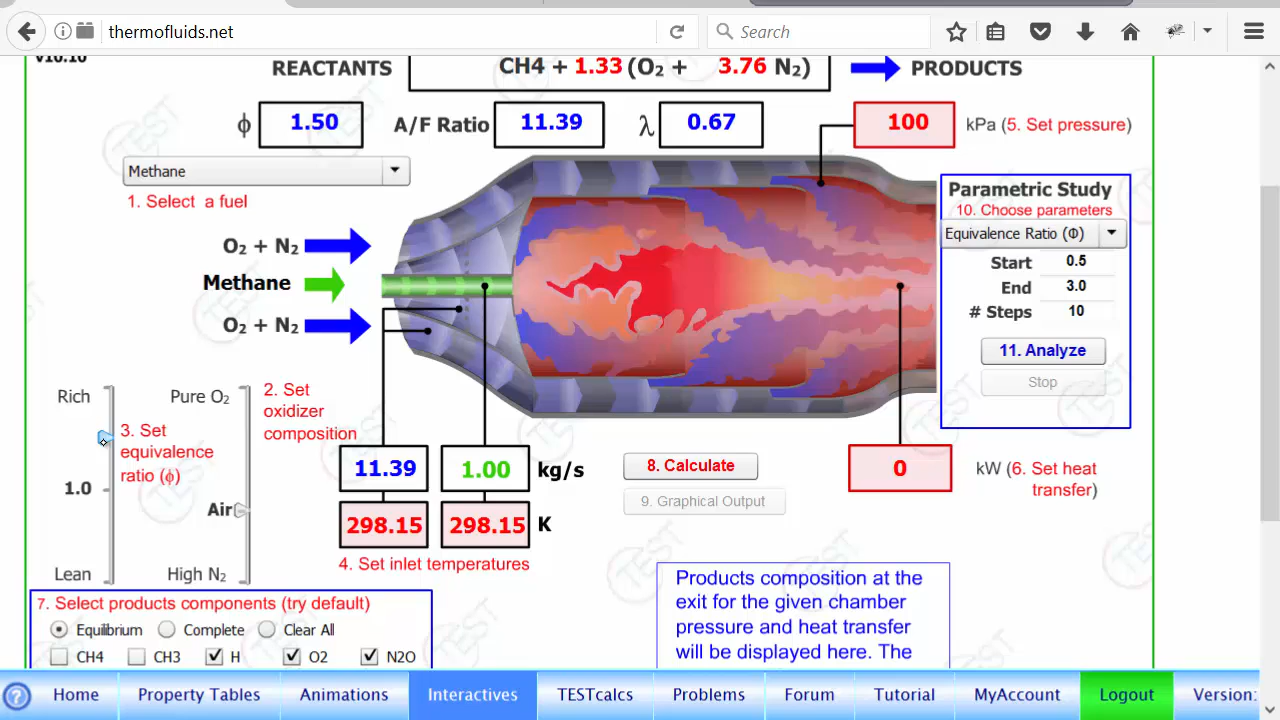 thermofluids.net
Search
V10.10
REACTANTS
CH4 + 1.33 (O₂ + 3.76 N₂)
PRODUCTS
ϕ 1.50
A/F Ratio 11.39
λ 0.67
100 kPa (5. Set pressure)
Methane
1. Select a fuel
Parametric Study
10. Choose parameters
Equivalence Ratio (Φ)
Start 0.5
End 3.0
# Steps 10
11. Analyze
Stop
O₂ + N₂
Methane
O₂ + N₂
Rich
1.0
Lean
3. Set
equivalence
ratio (ϕ)
Pure O₂
Air
High N₂
2. Set
oxidizer
composition
11.39 1.00 kg/s
298.15 298.15 K
4. Set inlet temperatures
8. Calculate
9. Graphical Output
0 kW (6. Set heat
transfer)
7. Select products components (try default)
Equilibrium Complete Clear All
CH4 CH3 H O2 N2O
Products composition at the
exit for the given chamber
pressure and heat transfer
will be displayed here. The
TEST
? Home Property Tables Animations Interactives TESTcalcs Problems Forum Tutorial MyAccount Logout Version: